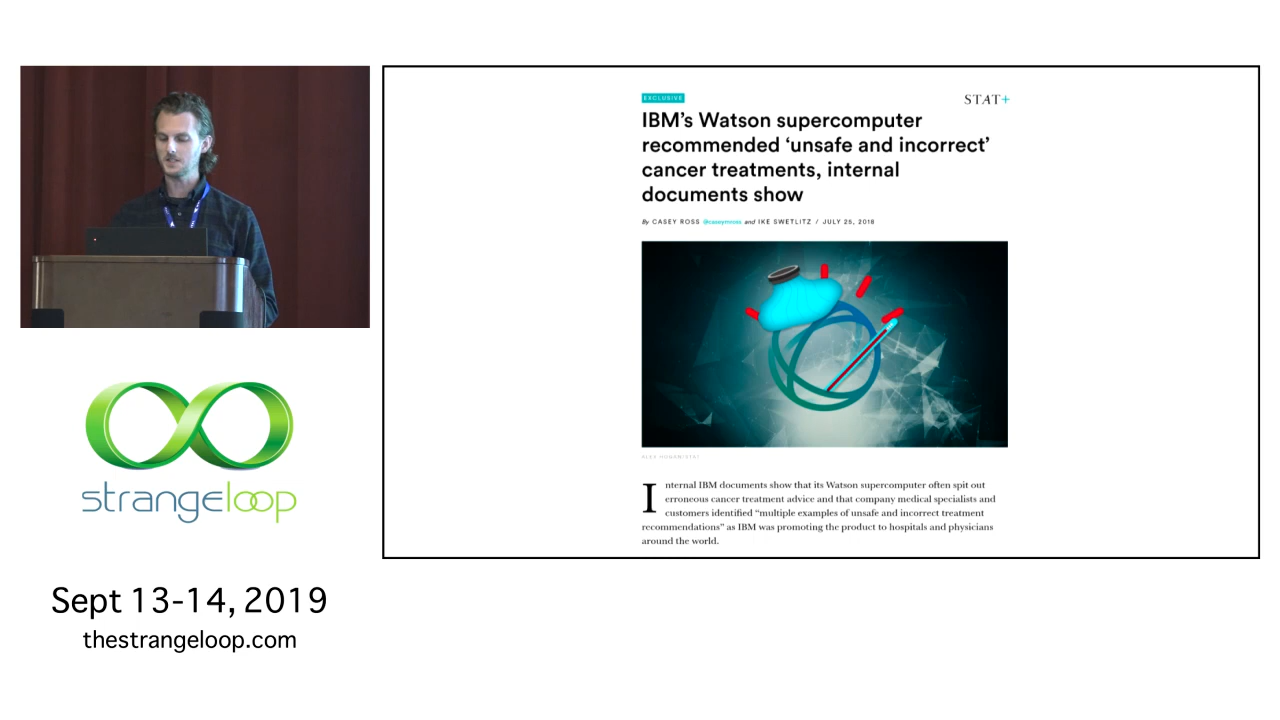 EXCLUSIVE
STAT+
IBM's Watson supercomputer
recommended ‘unsafe and incorrect’
cancer treatments, internal
documents show
By CASEY ROSS @caseymross and IKE SWETLITZ / JULY 25, 2018
Internal IBM documents show that its Watson supercomputer often spit out
erroneous cancer treatment advice and that company medical specialists and
customers identified “multiple examples of unsafe and incorrect treatment
recommendations” as IBM was promoting the product to hospitals and physicians
around the world.
strangeloop
Sept 13-14, 2019
thestrangeloop.com